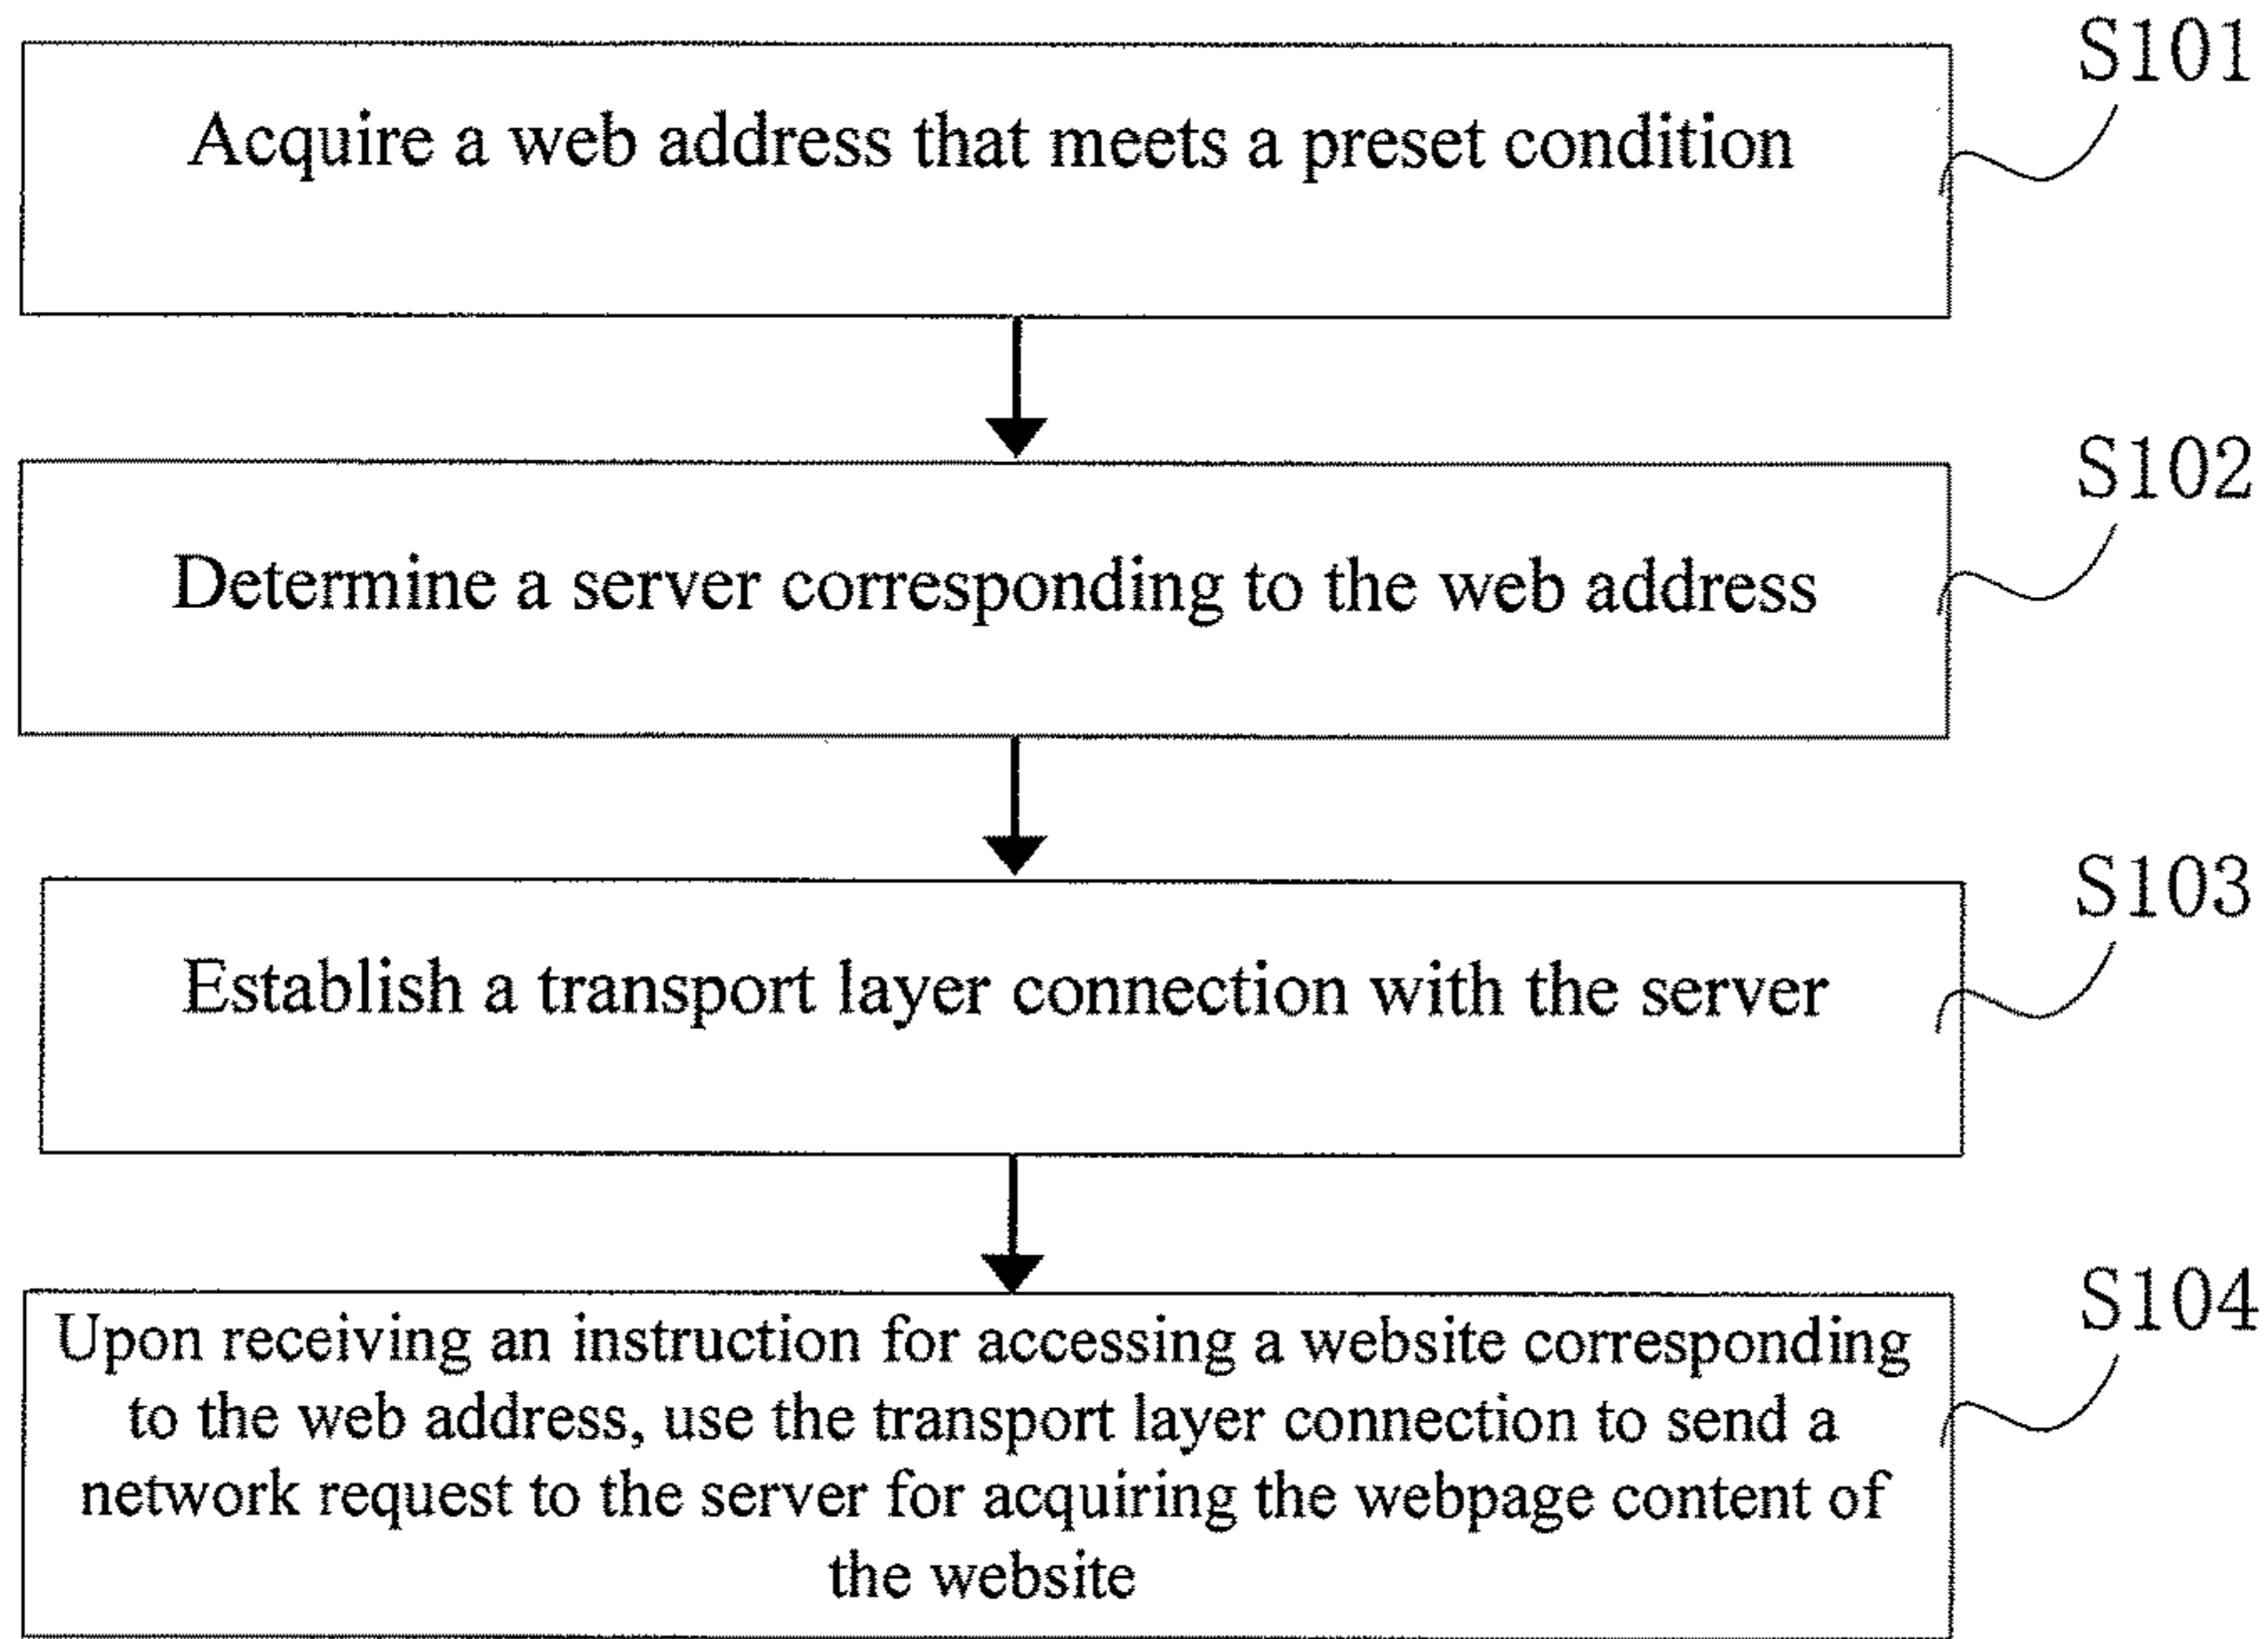 S101
Acquire a web address that meets a preset condition
S102
Determine a server corresponding to the web address
S103
Establish a transport layer connection with the server
S104
Upon receiving an instruction for accessing a website corresponding
to the web address, use the transport layer connection to send a
network request to the server for acquiring the webpage content of
the website